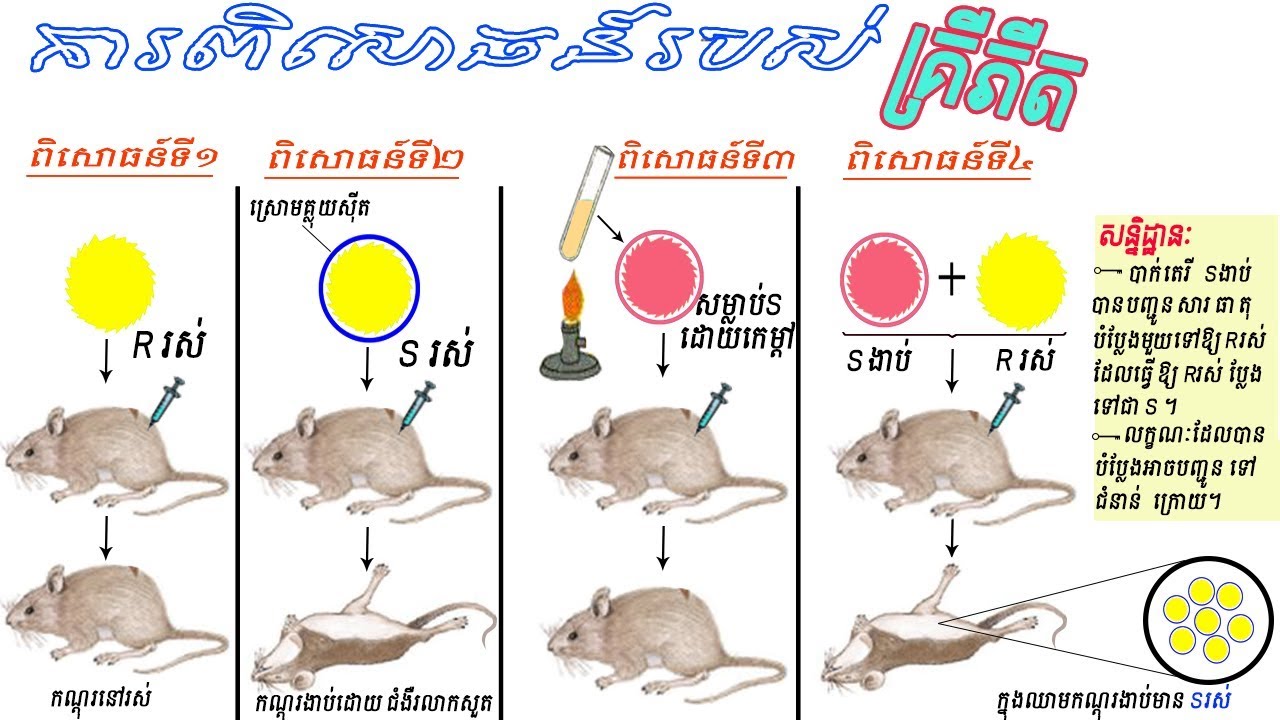 ការពិសោធន៍របស់ គ្រីភីត
ពិសោធន៍ទី១
ពិសោធន៍ទី២
ពិសោធន៍ទី៣
ពិសោធន៍ទី៤
ស្រោមគ្លុយស៊ីត
R រស់
S រស់
សម្លាប់S
ដោយកម្តៅ
S ងាប់
R រស់
កណ្តុរនៅរស់
កណ្តុរងាប់ដោយ ជំងឺរលាកសួត
ក្នុងឈាមកណ្តុរងាប់មាន Sរស់
សន្និដ្ឋាន:
បាក់តេរី Sងាប់
បានបញ្ជូន សារ ធា តុ
បំប្លែងមួយទៅឱ្យ Rរស់
ដែលធ្វើ ឱ្យ Rរស់ ប្លែង
ទៅជា S ។
លក្ខណៈដែលបាន
បំប្លែងអាចបញ្ជូន ទៅ
ជំនាន់ ក្រោយ។